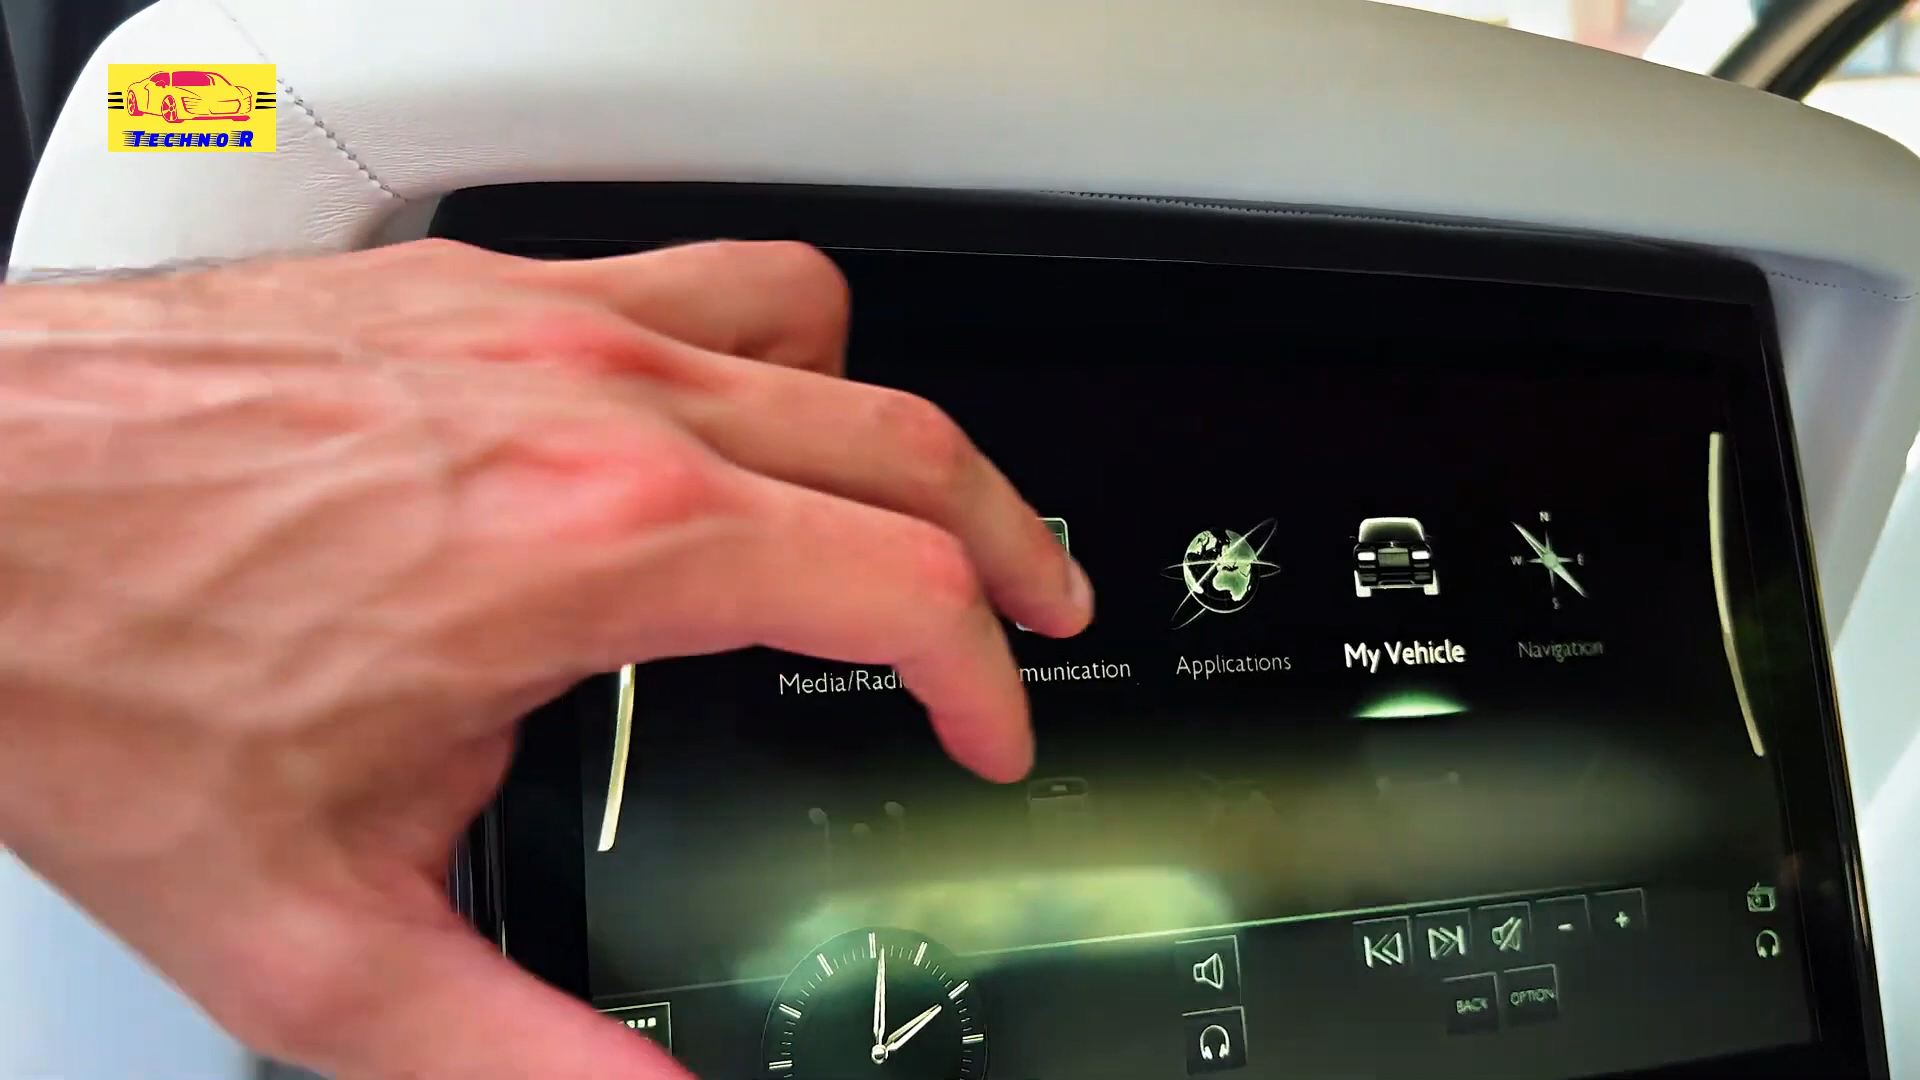 TECHNO R
N
W E
S
Media/Radi
munication
Applications
My Vehicle
Navigation
- +
BACK OPTION